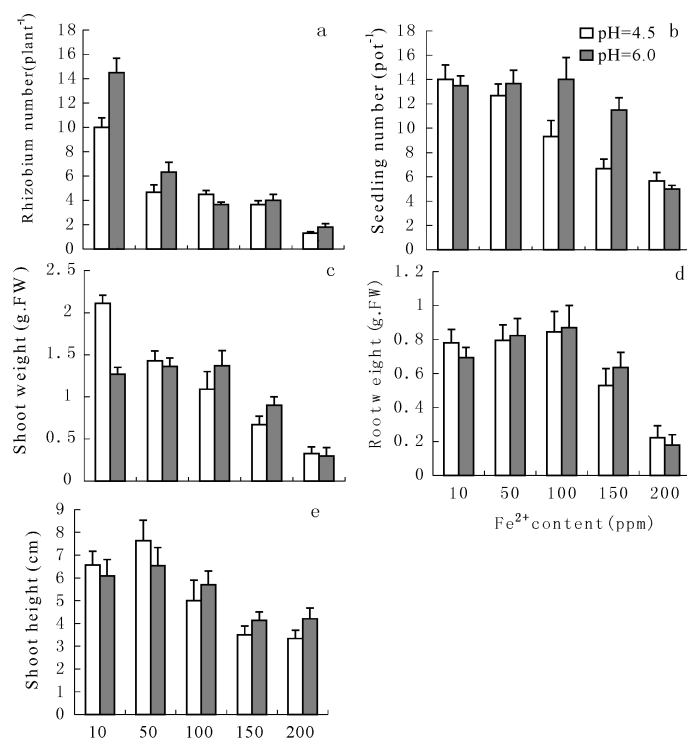 a
Rhizobium number(plant⁻¹)
18
16
14
12
10
8
6
4
2
0
pH=4.5
pH=6.0
b
Seedling number (pot⁻¹)
18
16
14
12
10
8
6
4
2
0
c
Shoot weight (g.FW)
2.5
2
1.5
1
0.5
0
d
Rootw eight (g.FW)
1.2
1
0.8
0.6
0.4
0.2
0
10 50 100 150 200
Fe²⁺content(ppm)
e
Shoot height (cm)
9
8
7
6
5
4
3
2
1
0
10 50 100 150 200